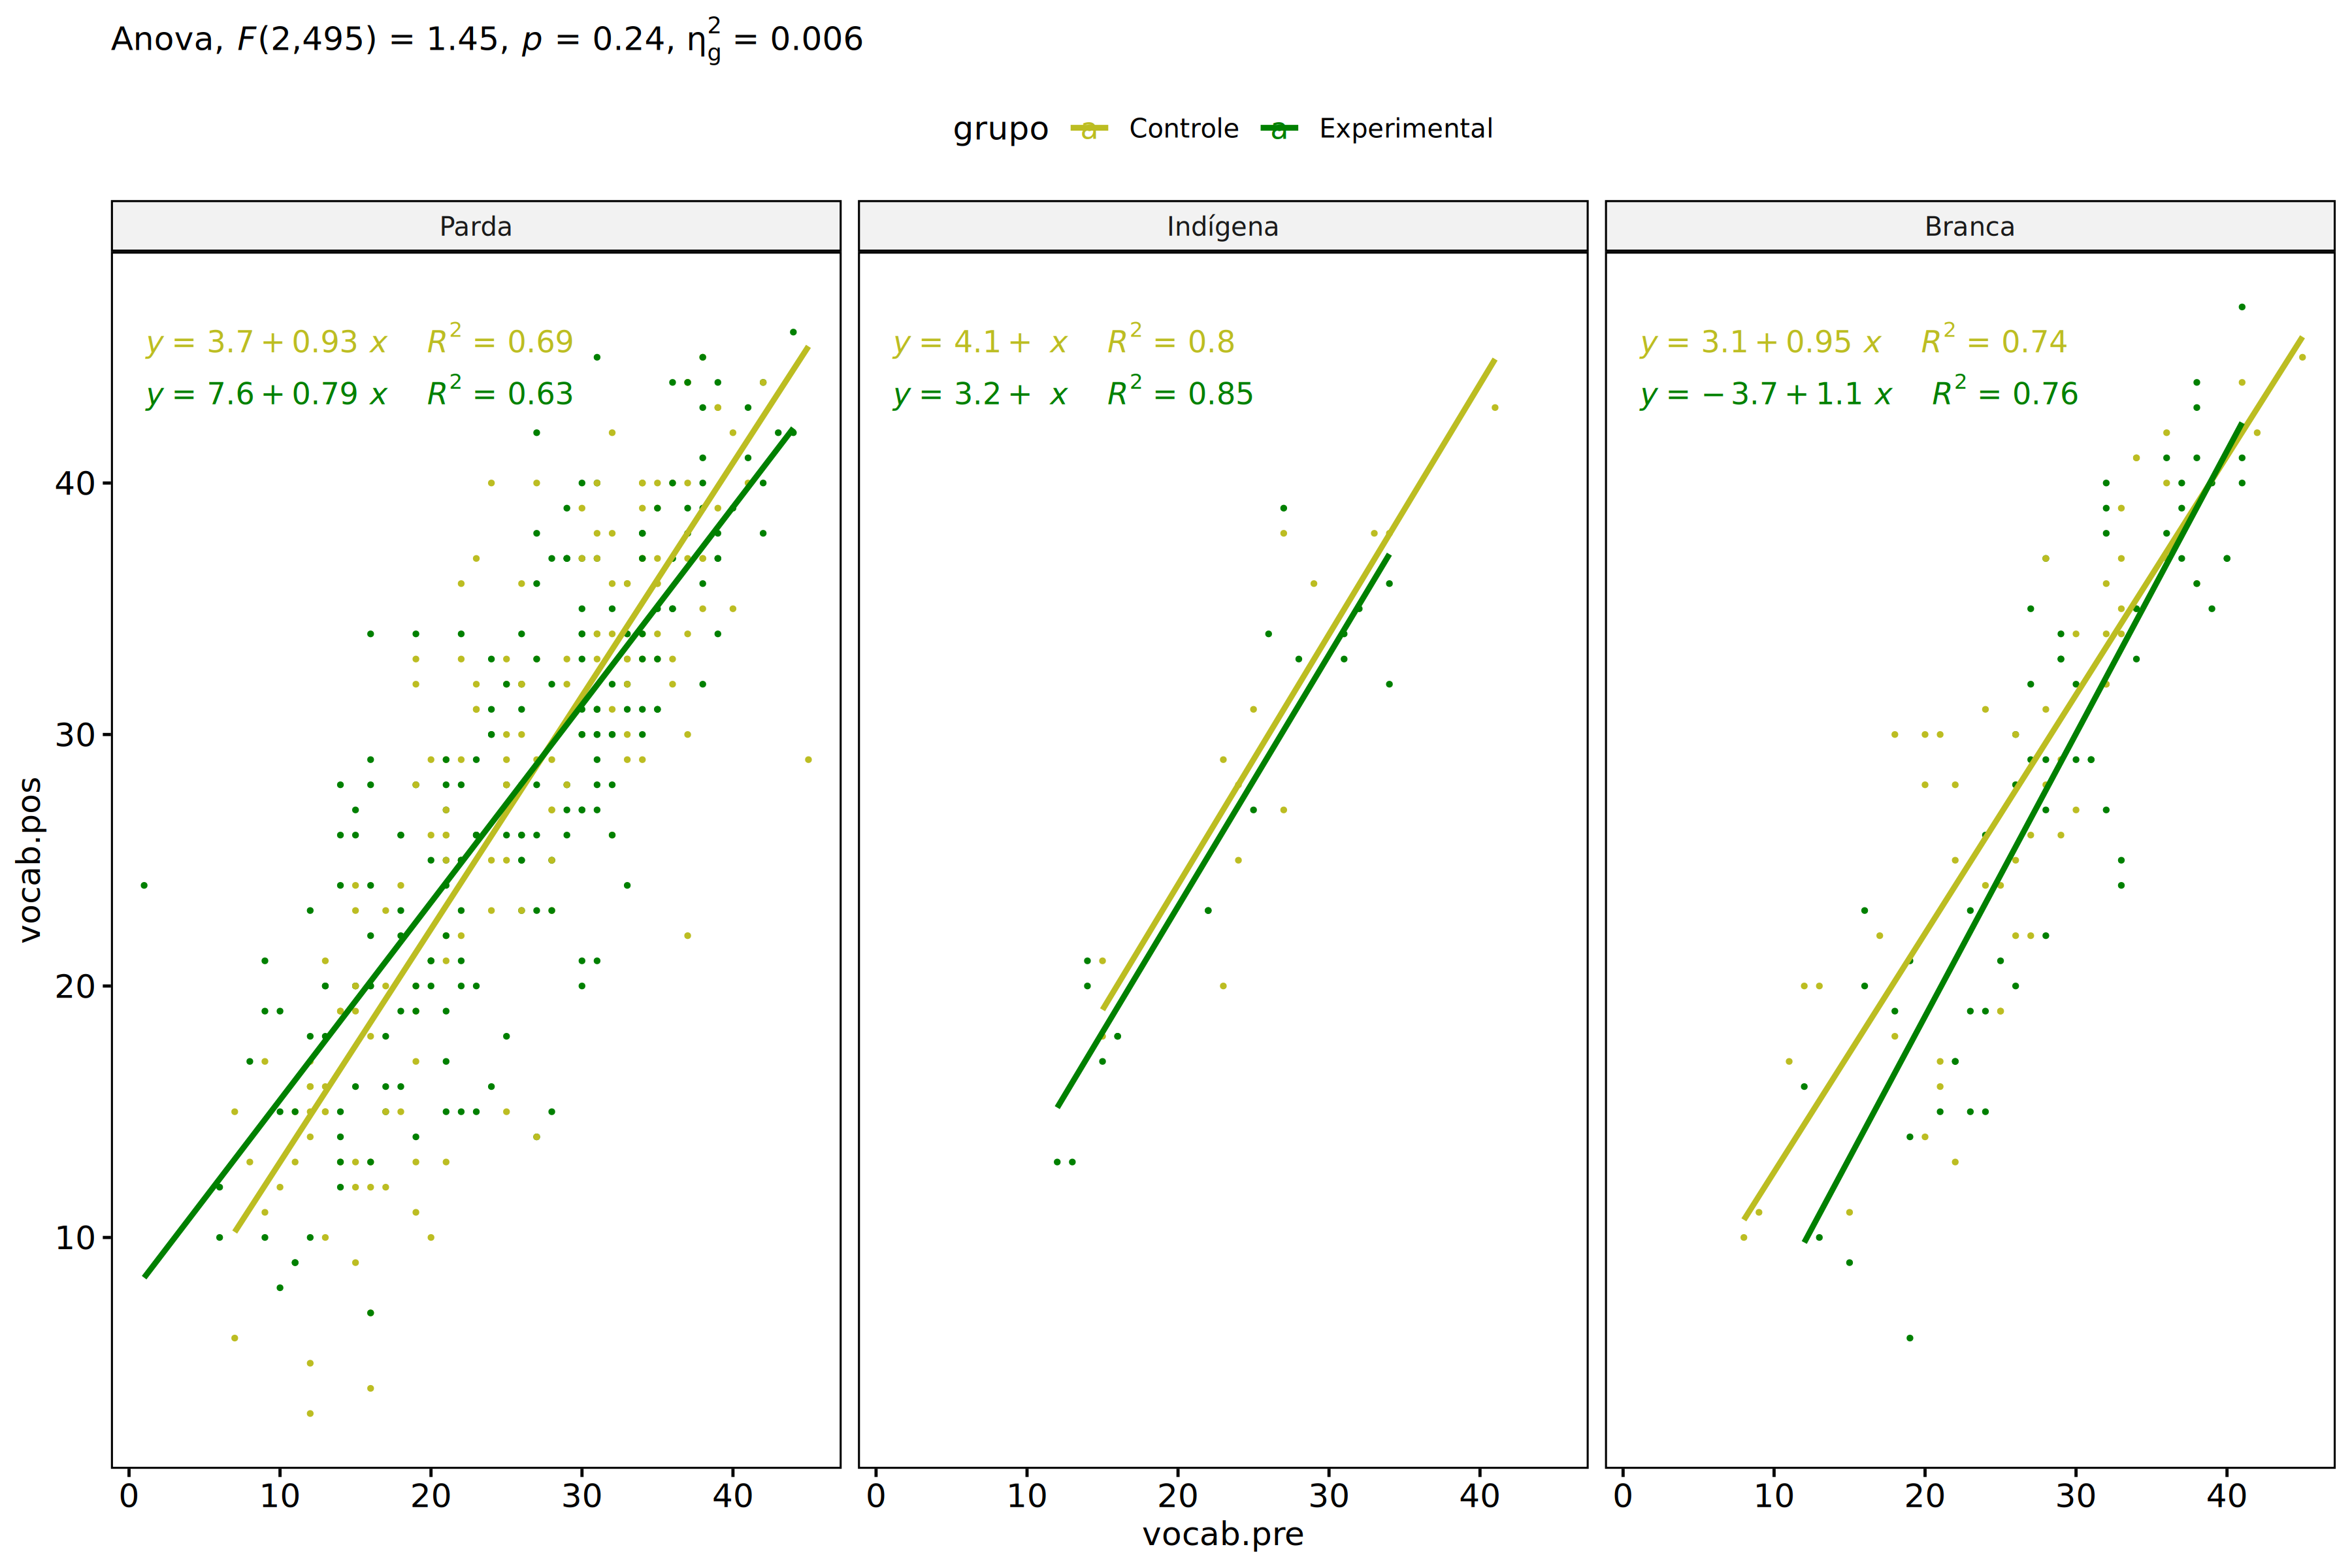 Anova, F(2,495) = 1.45, p = 0.24, η²g = 0.006
grupo a Controle a Experimental
Parda Indígena Branca
y = 3.7 + 0.93 x R² = 0.69
y = 7.6 + 0.79 x R² = 0.63
y = 4.1 + x R² = 0.8
y = 3.2 + x R² = 0.85
y = 3.1 + 0.95 x R² = 0.74
y = − 3.7 + 1.1 x R² = 0.76
vocab.pos
40
30
20
10
0 10 20 30 40 0 10 20 30 40 0 10 20 30 40
vocab.pre